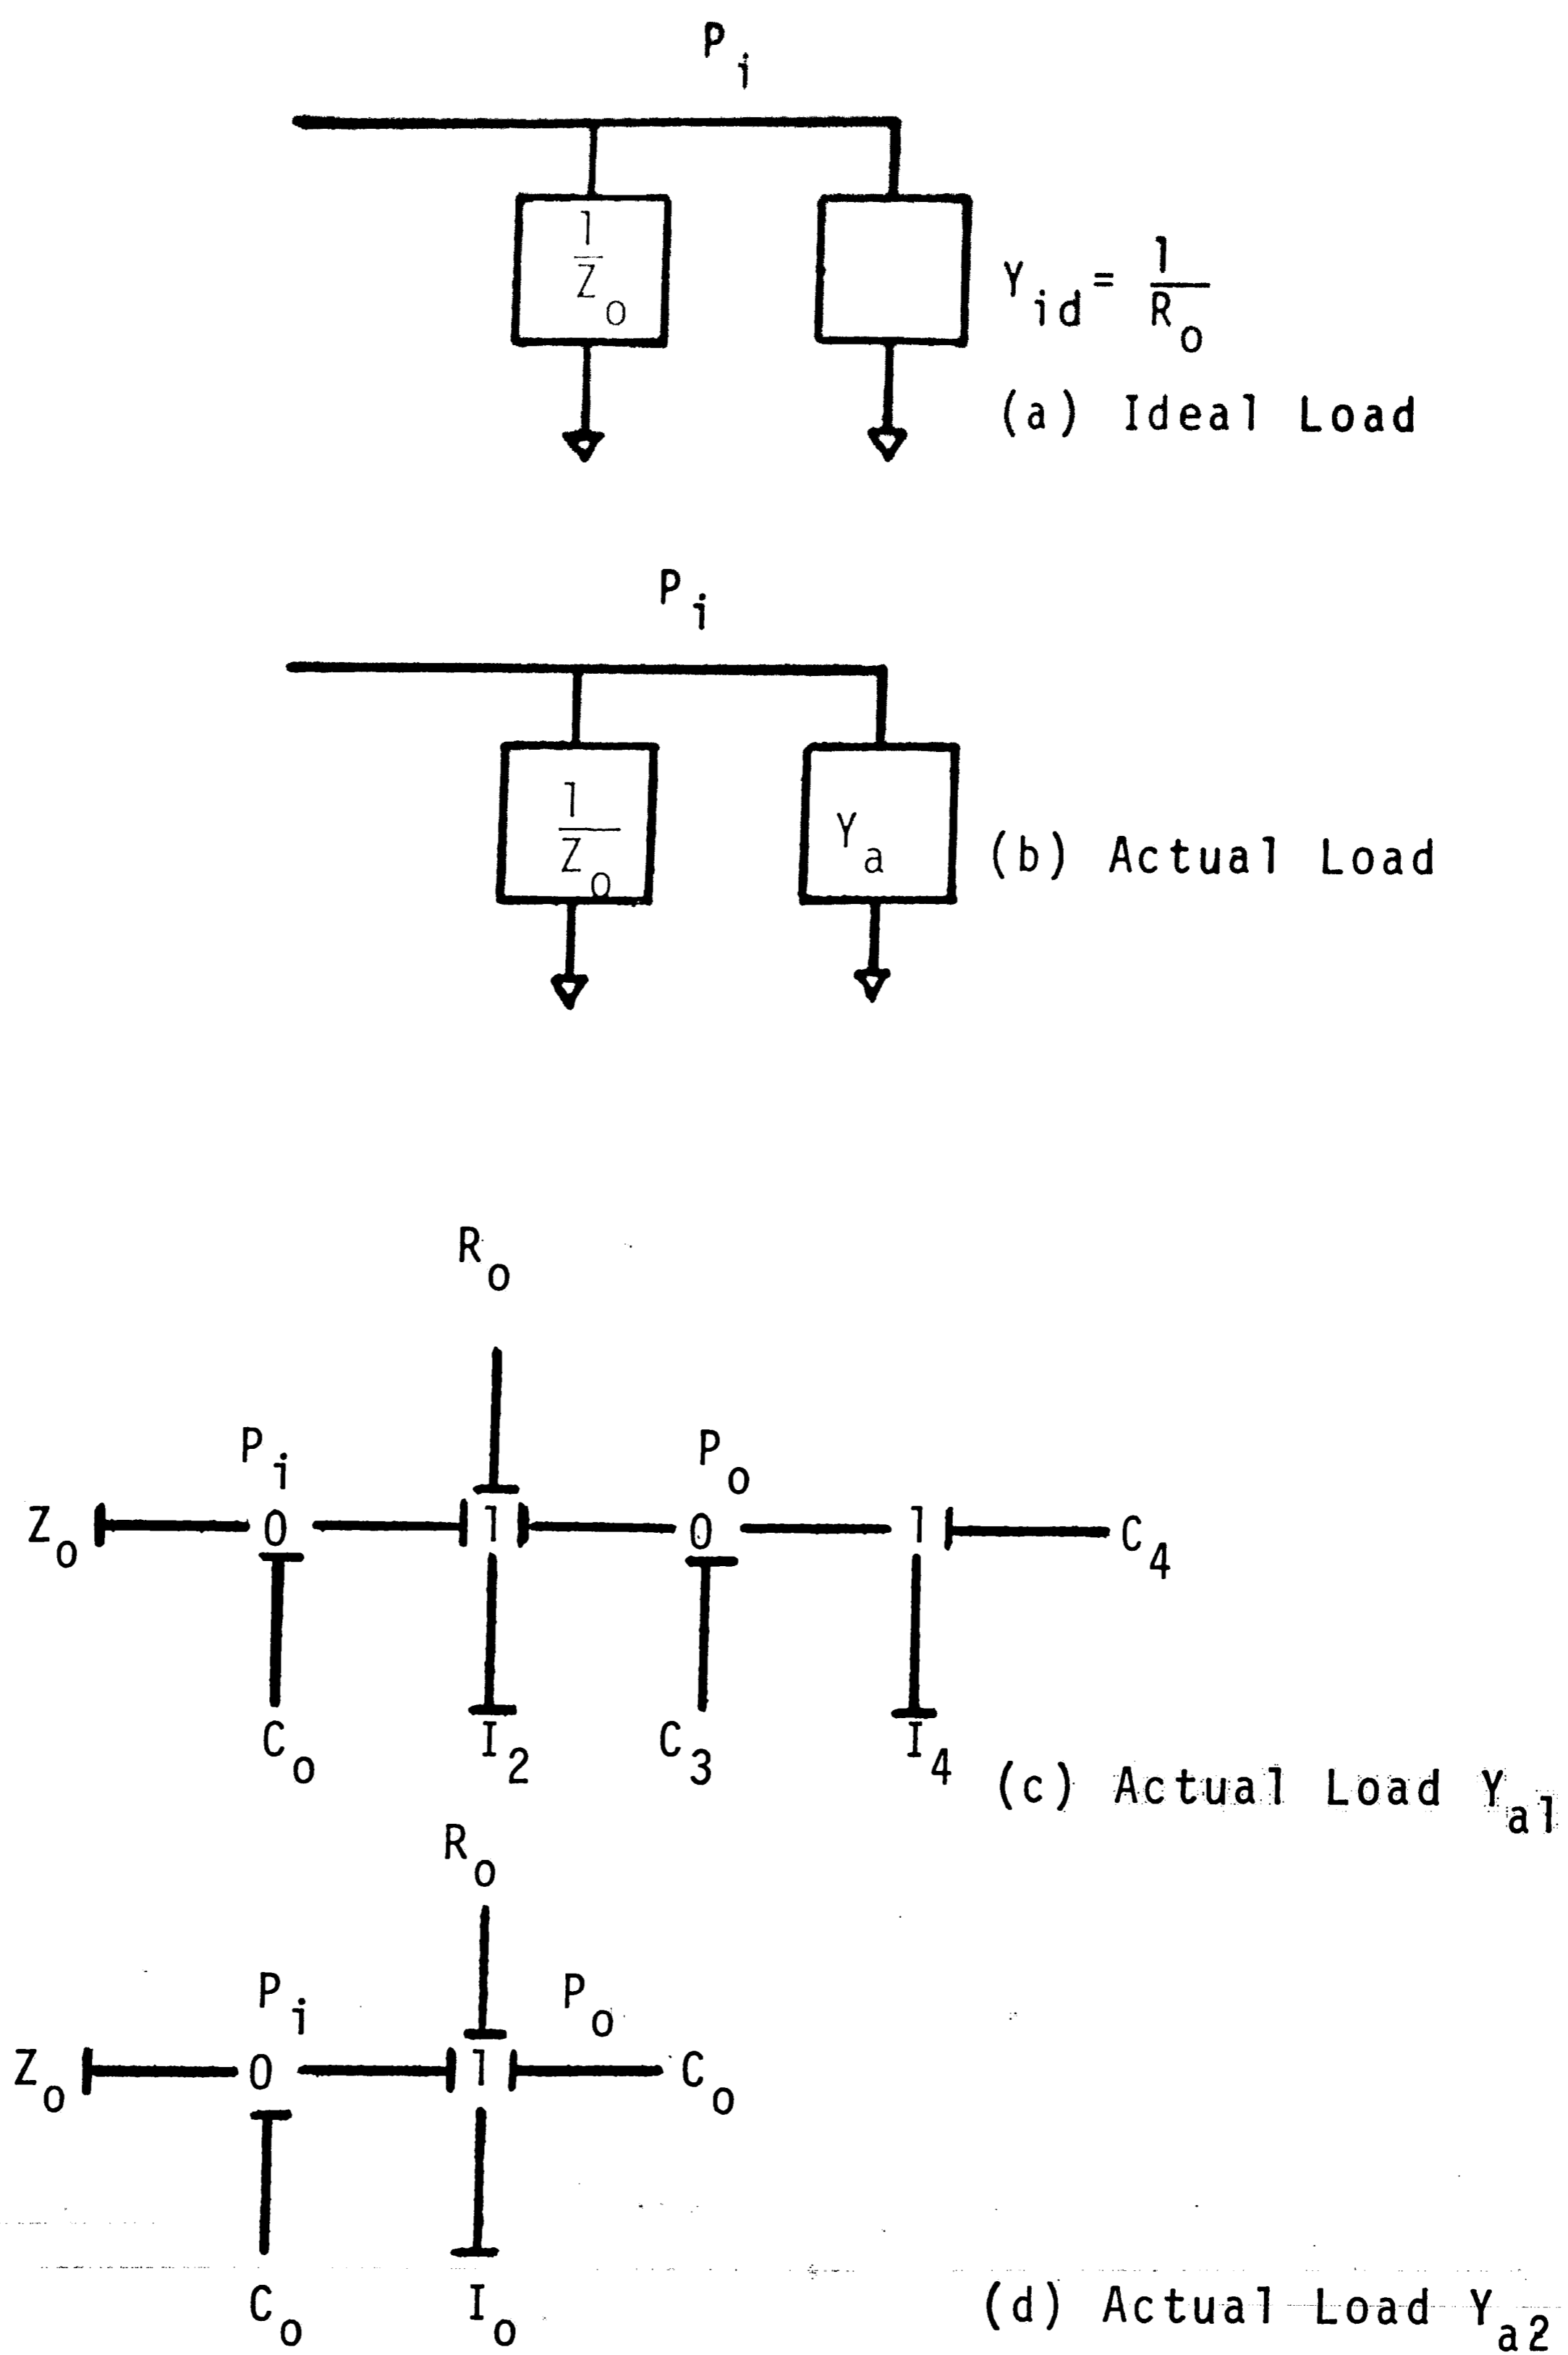 P_i
1/Z_o
Y_id = 1/R_o
(a) Ideal Load
P_i
1/Z_o
Y_a
(b) Actual Load
R_o
P_i
P_o
Z_o 0 1 0 1 C_4
C_o I_2 C_3 I_4
(c) Actual Load Y_a1
R_o
P_i P_o
Z_o 0 1 C_o
C_o I_o
(d) Actual Load Y_a2